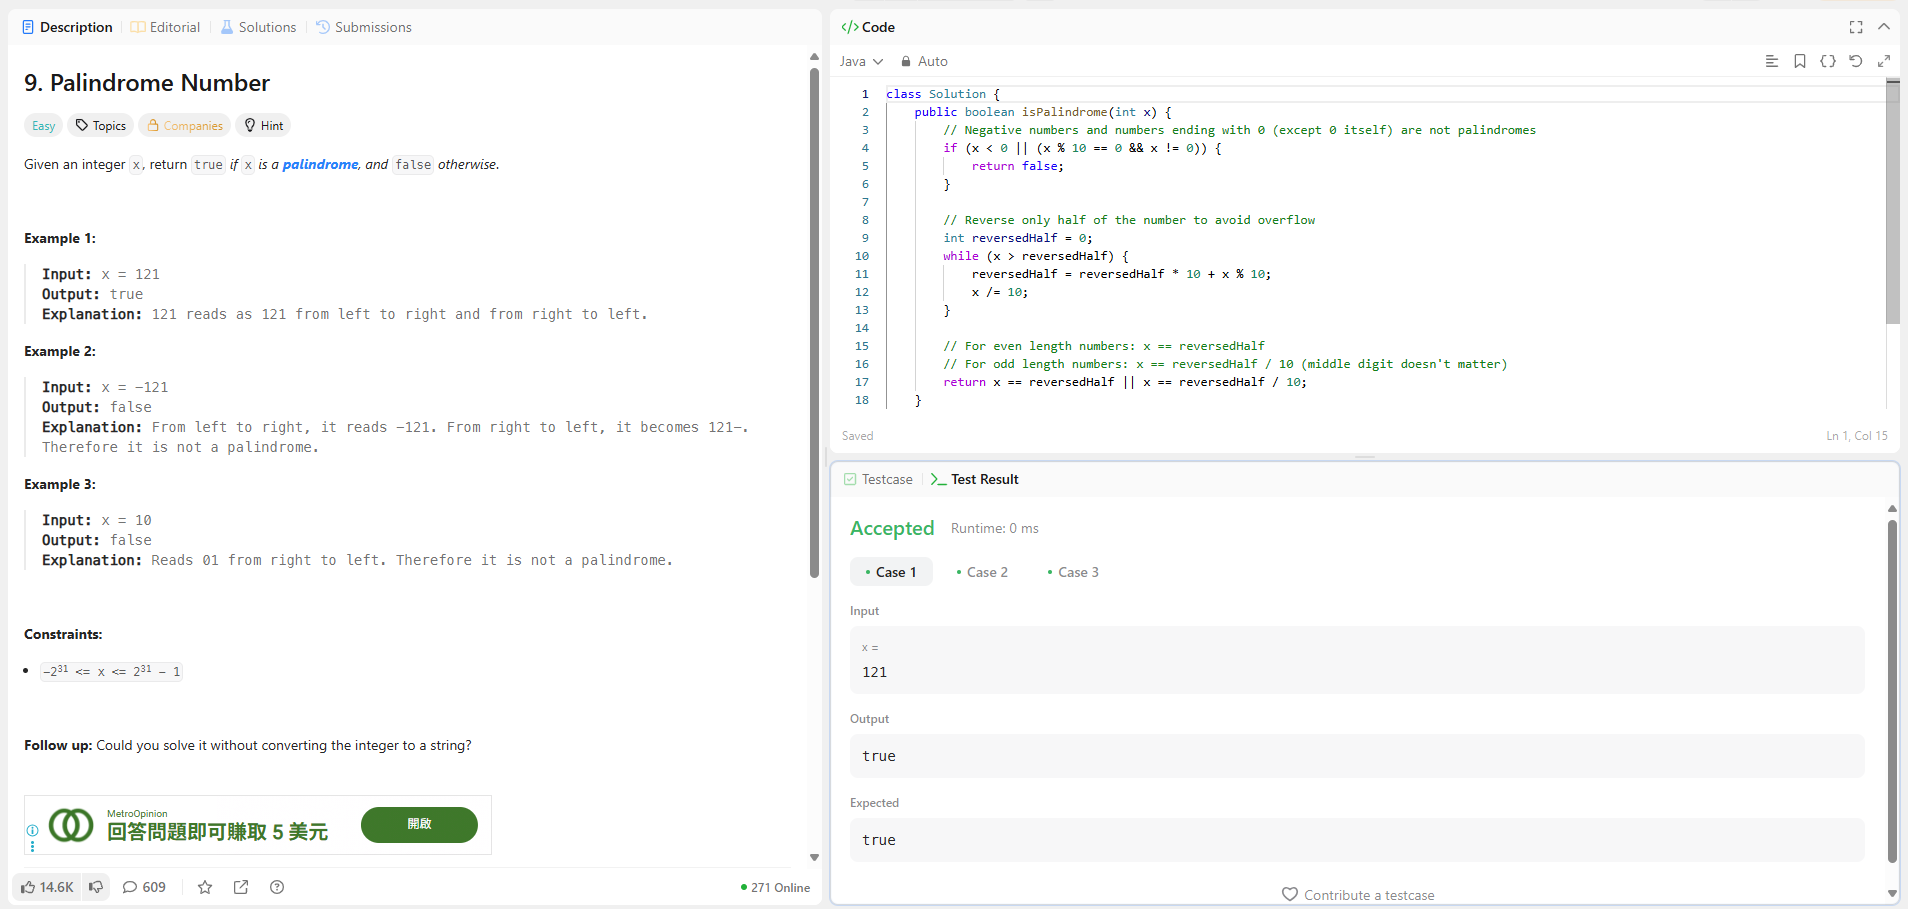 Description
Editorial
Solutions
Submissions
9. Palindrome Number
Easy
Topics
Companies
Hint
Given an integer x, return true if x is a palindrome, and false otherwise.
Example 1:
Input: x = 121
Output: true
Explanation: 121 reads as 121 from left to right and from right to left.
Example 2:
Input: x = -121
Output: false
Explanation: From left to right, it reads -121. From right to left, it becomes 121-.
Therefore it is not a palindrome.
Example 3:
Input: x = 10
Output: false
Explanation: Reads 01 from right to left. Therefore it is not a palindrome.
Constraints:
-2³¹ <= x <= 2³¹ - 1
Follow up: Could you solve it without converting the integer to a string?
MetroOpinion
回答問題即可賺取 5 美元
開啟
14.6K
609
271 Online
</> Code
Java
Auto
1 class Solution {
2     public boolean isPalindrome(int x) {
3         // Negative numbers and numbers ending with 0 (except 0 itself) are not palindromes
4         if (x < 0 || (x % 10 == 0 && x != 0)) {
5             return false;
6         }
7
8         // Reverse only half of the number to avoid overflow
9         int reversedHalf = 0;
10         while (x > reversedHalf) {
11             reversedHalf = reversedHalf * 10 + x % 10;
12             x /= 10;
13         }
14
15         // For even length numbers: x == reversedHalf
16         // For odd length numbers: x == reversedHalf / 10 (middle digit doesn't matter)
17         return x == reversedHalf || x == reversedHalf / 10;
18     }
Saved
Ln 1, Col 15
Testcase
Test Result
Accepted
Runtime: 0 ms
• Case 1
• Case 2
• Case 3
Input
x =
121
Output
true
Expected
true
Contribute a testcase